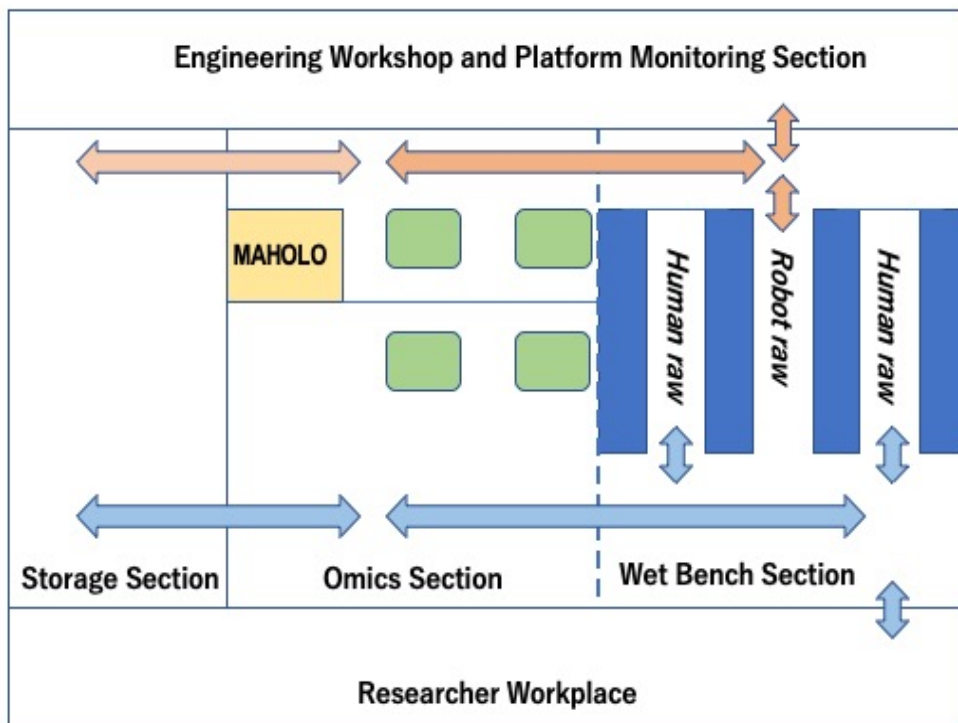 Engineering Workshop and Platform Monitoring Section
MAHOLO
Human raw
Robot raw
Human raw
Storage Section
Omics Section
Wet Bench Section
Researcher Workplace